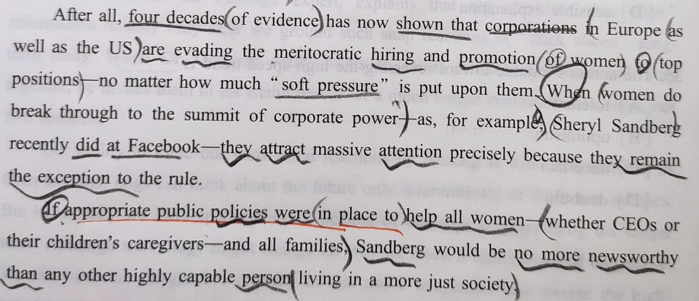 After all, four decades of evidence has now shown that corporations in Europe as
well as the US are evading the meritocratic hiring and promotion of women to top
positions—no matter how much "soft pressure" is put upon them. When women do
break through to the summit of corporate power—as, for example, Sheryl Sandberg
recently did at Facebook—they attract massive attention precisely because they remain
the exception to the rule.
If appropriate public policies were in place to help all women—whether CEOs or
their children's caregivers—and all families, Sandberg would be no more newsworthy
than any other highly capable person living in a more just society.